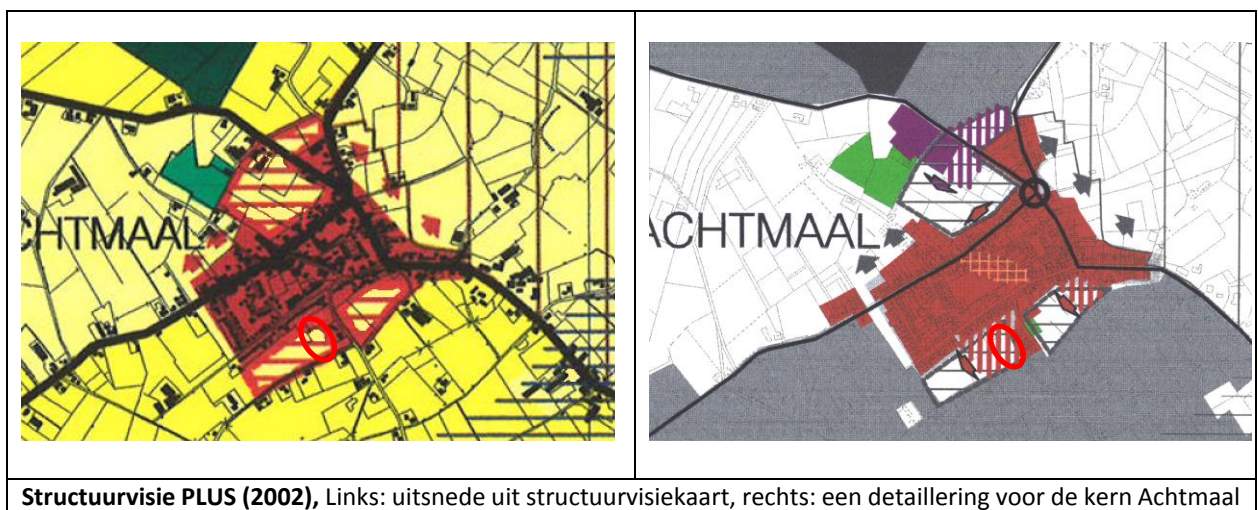 CHTMAAL
ACHTMAAL
Structuurvisie PLUS (2002), Links: uitsnede uit structuurvisiekaart, rechts: een detaillering voor de kern Achtmaal